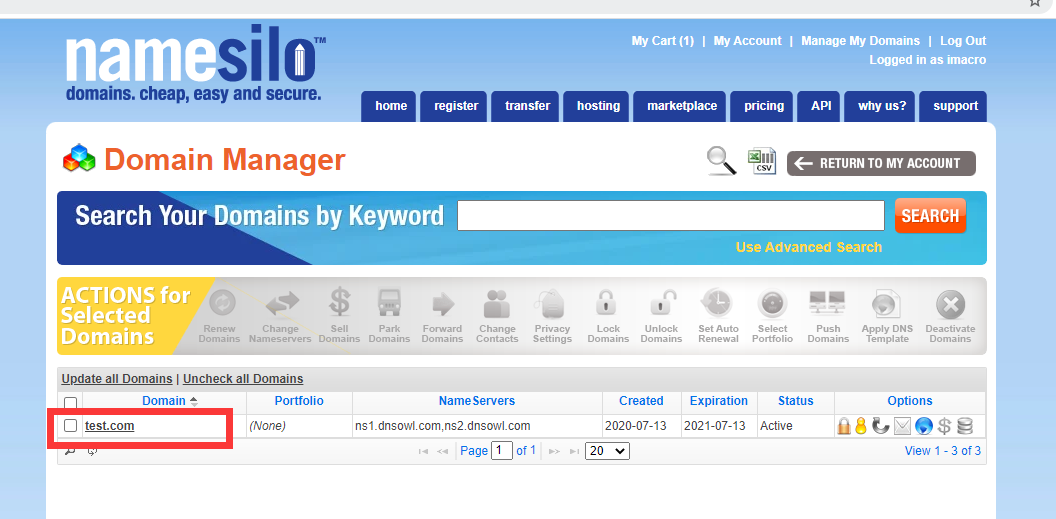 namesilo™
domains. cheap, easy and secure.
My Cart (1) | My Account | Manage My Domains | Log Out
Logged in as imacro
home register transfer hosting marketplace pricing API why us? support
Domain Manager
CSV
RETURN TO MY ACCOUNT
Search Your Domains by Keyword
SEARCH
Use Advanced Search
ACTIONS for
Selected
Domains
Renew Domains
Change Nameservers
Sell Domains
Park Domains
Forward Domains
Change Contacts
Privacy Settings
Lock Domains
Unlock Domains
Set Auto Renewal
Select Portfolio
Push Domains
Apply DNS Template
Deactivate Domains
Update all Domains | Uncheck all Domains
Domain Portfolio NameServers Created Expiration Status Options
test.com (None) ns1.dnsowl.com,ns2.dnsowl.com 2020-07-13 2021-07-13 Active
Page 1 of 1 20 View 1 - 3 of 3